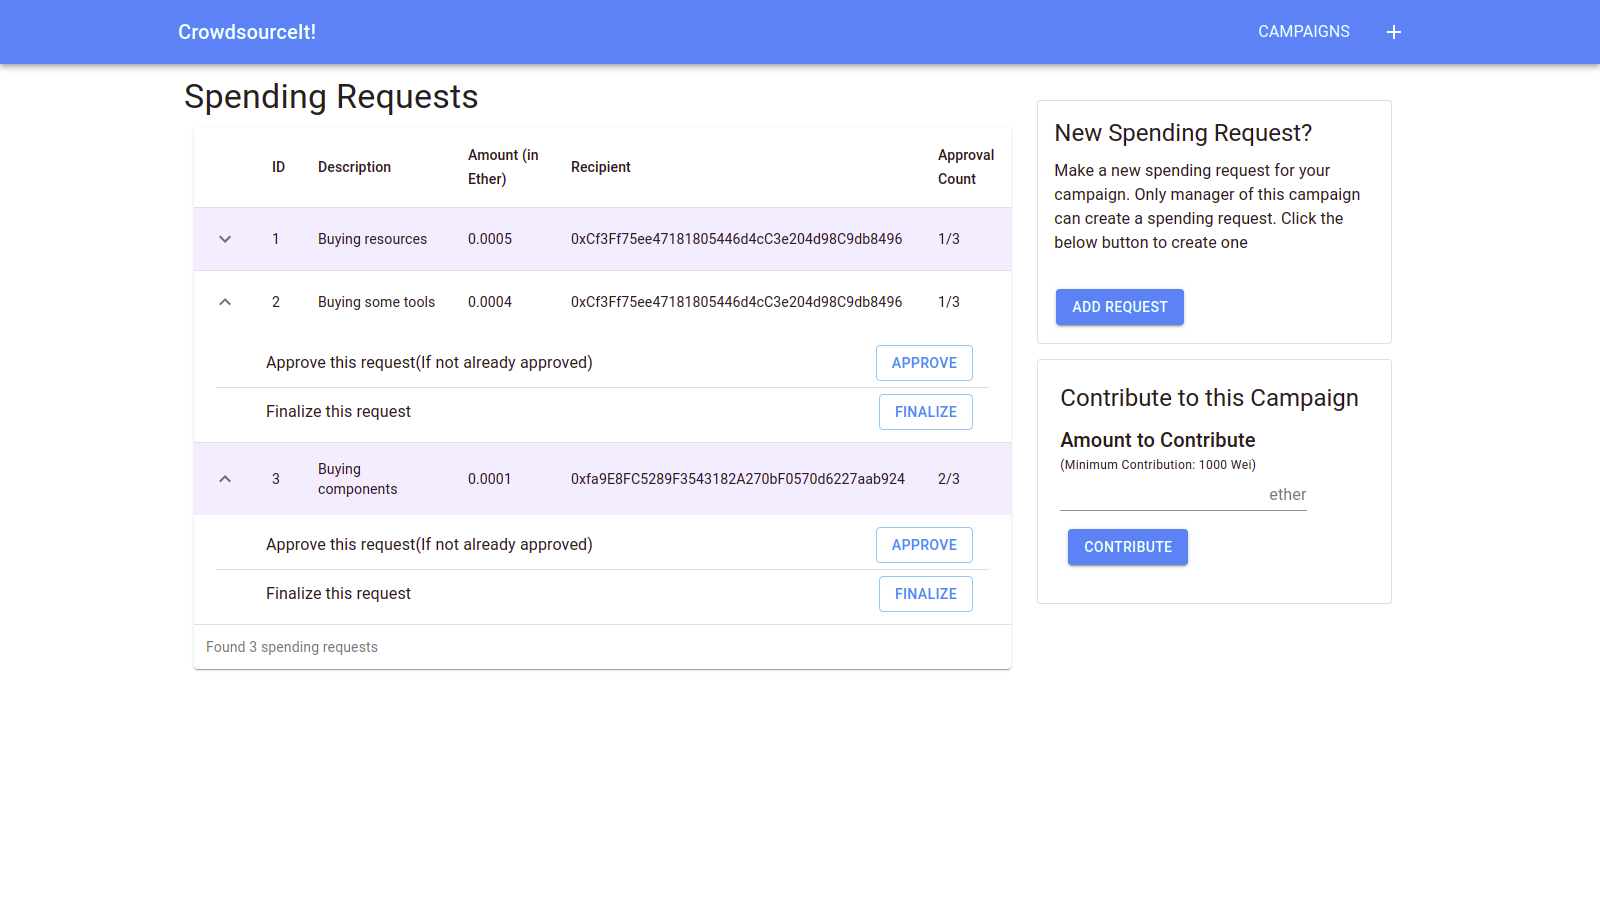 CrowdsourceIt!
CAMPAIGNS
Spending Requests
ID Description Amount (in Ether) Recipient Approval Count
1 Buying resources 0.0005 0xCf3Ff75ee47181805446d4cC3e204d98C9db8496 1/3
2 Buying some tools 0.0004 0xCf3Ff75ee47181805446d4cC3e204d98C9db8496 1/3
Approve this request(If not already approved) APPROVE
Finalize this request FINALIZE
3 Buying components 0.0001 0xfa9E8FC5289F3543182A270bF0570d6227aab924 2/3
Approve this request(If not already approved) APPROVE
Finalize this request FINALIZE
Found 3 spending requests
New Spending Request?
Make a new spending request for your
campaign. Only manager of this campaign
can create a spending request. Click the
below button to create one
ADD REQUEST
Contribute to this Campaign
Amount to Contribute
(Minimum Contribution: 1000 Wei)
ether
CONTRIBUTE